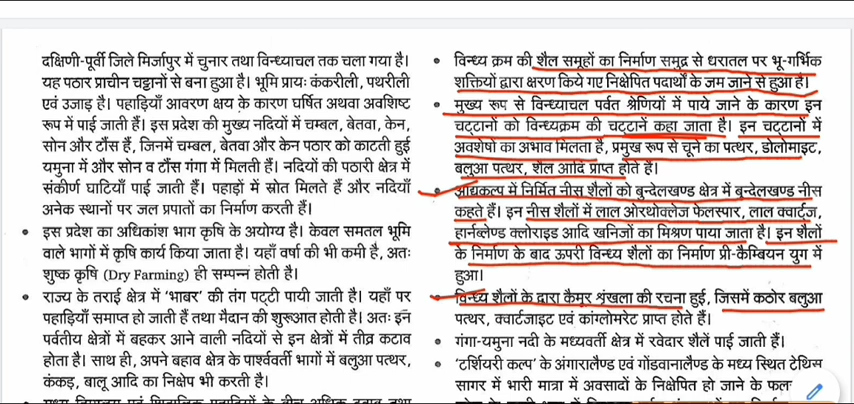 दक्षिणी-पूर्वी जिले मिर्जापुर में चुनार तथा विन्ध्याचल तक चला गया है।
यह पठार प्राचीन चट्टानों से बना हुआ है। भूमि प्रायः कंकरीली, पथरीली
एवं उजाड़ है। पहाड़ियाँ आवरण क्षय के कारण घर्षित अथवा अवशिष्ट
रूप में पाई जाती हैं। इस प्रदेश की मुख्य नदियों में चम्बल, बेतवा, केन,
सोन और टौंस हैं, जिनमें चम्बल, बेतवा और केन पठार को काटती हुई
यमुना में और सोन व टौंस गंगा में मिलती हैं। नदियों की पठारी क्षेत्र में
संकीर्ण घाटियाँ पाई जाती हैं। पहाड़ों में स्रोत मिलते हैं और नदियाँ
अनेक स्थानों पर जल प्रपातों का निर्माण करती हैं।
• इस प्रदेश का अधिकांश भाग कृषि के अयोग्य है। केवल समतल भूमि
वाले भागों में कृषि कार्य किया जाता है। यहाँ वर्षा की भी कमी है, अतः
शुष्क कृषि (Dry Farming) ही सम्पन्न होती है।
• राज्य के तराई क्षेत्र में 'भाबर' की तंग पट्टी पायी जाती है। यहाँ पर
पहाड़ियाँ समाप्त हो जाती हैं तथा मैदान की शुरूआत होती है। अतः इन
पर्वतीय क्षेत्रों में बहकर आने वाली नदियों से इन क्षेत्रों में तीव्र कटाव
होता है। साथ ही, अपने बहाव क्षेत्र के पार्श्ववर्ती भागों में बलुआ पत्थर,
कंकड़, बालू आदि का निक्षेप भी करती है।
• विन्ध्य क्रम की शैल समूहों का निर्माण समुद्र से धरातल पर भू-गर्भिक
शक्तियों द्वारा क्षरण किये गए निक्षेपित पदार्थों के जम जाने से हुआ है।
• मुख्य रूप से विन्ध्याचल पर्वत श्रेणियों में पाये जाने के कारण इन
चट्टानों को विन्ध्यक्रम की चट्टानें कहा जाता है। इन चट्टानों में
अवशेषों का अभाव मिलता है, प्रमुख रूप से चूने का पत्थर, डोलोमाइट,
बलुआ पत्थर, शैल आदि प्राप्त होते हैं।
आद्यकल्प में निर्मित नीस शैलों को बुन्देलखण्ड क्षेत्र में बुन्देलखण्ड नीस
कहते हैं। इन नीस शैलों में लाल ओरथोक्लेज फेलस्पार, लाल क्वार्ट्ज,
हार्नब्लेण्ड क्लोराइड आदि खनिजों का मिश्रण पाया जाता है। इन शैलों
के निर्माण के बाद ऊपरी विन्ध्य शैलों का निर्माण प्री-कैम्बियन युग में
हुआ।
विन्ध्य शैलों के द्वारा कैमूर श्रृंखला की रचना हुई, जिसमें कठोर बलुआ
पत्थर, क्वार्टजाइट एवं कांग्लोमरेट प्राप्त होते हैं।
• गंगा-यमुना नदी के मध्यवर्ती क्षेत्र में रवेदार शैलें पाई जाती हैं।
• 'टर्शियरी कल्प' के अंगारालैण्ड एवं गोंडवानालैण्ड के मध्य स्थित टेथिस
सागर में भारी मात्रा में अवसादों के निक्षेपित हो जाने के